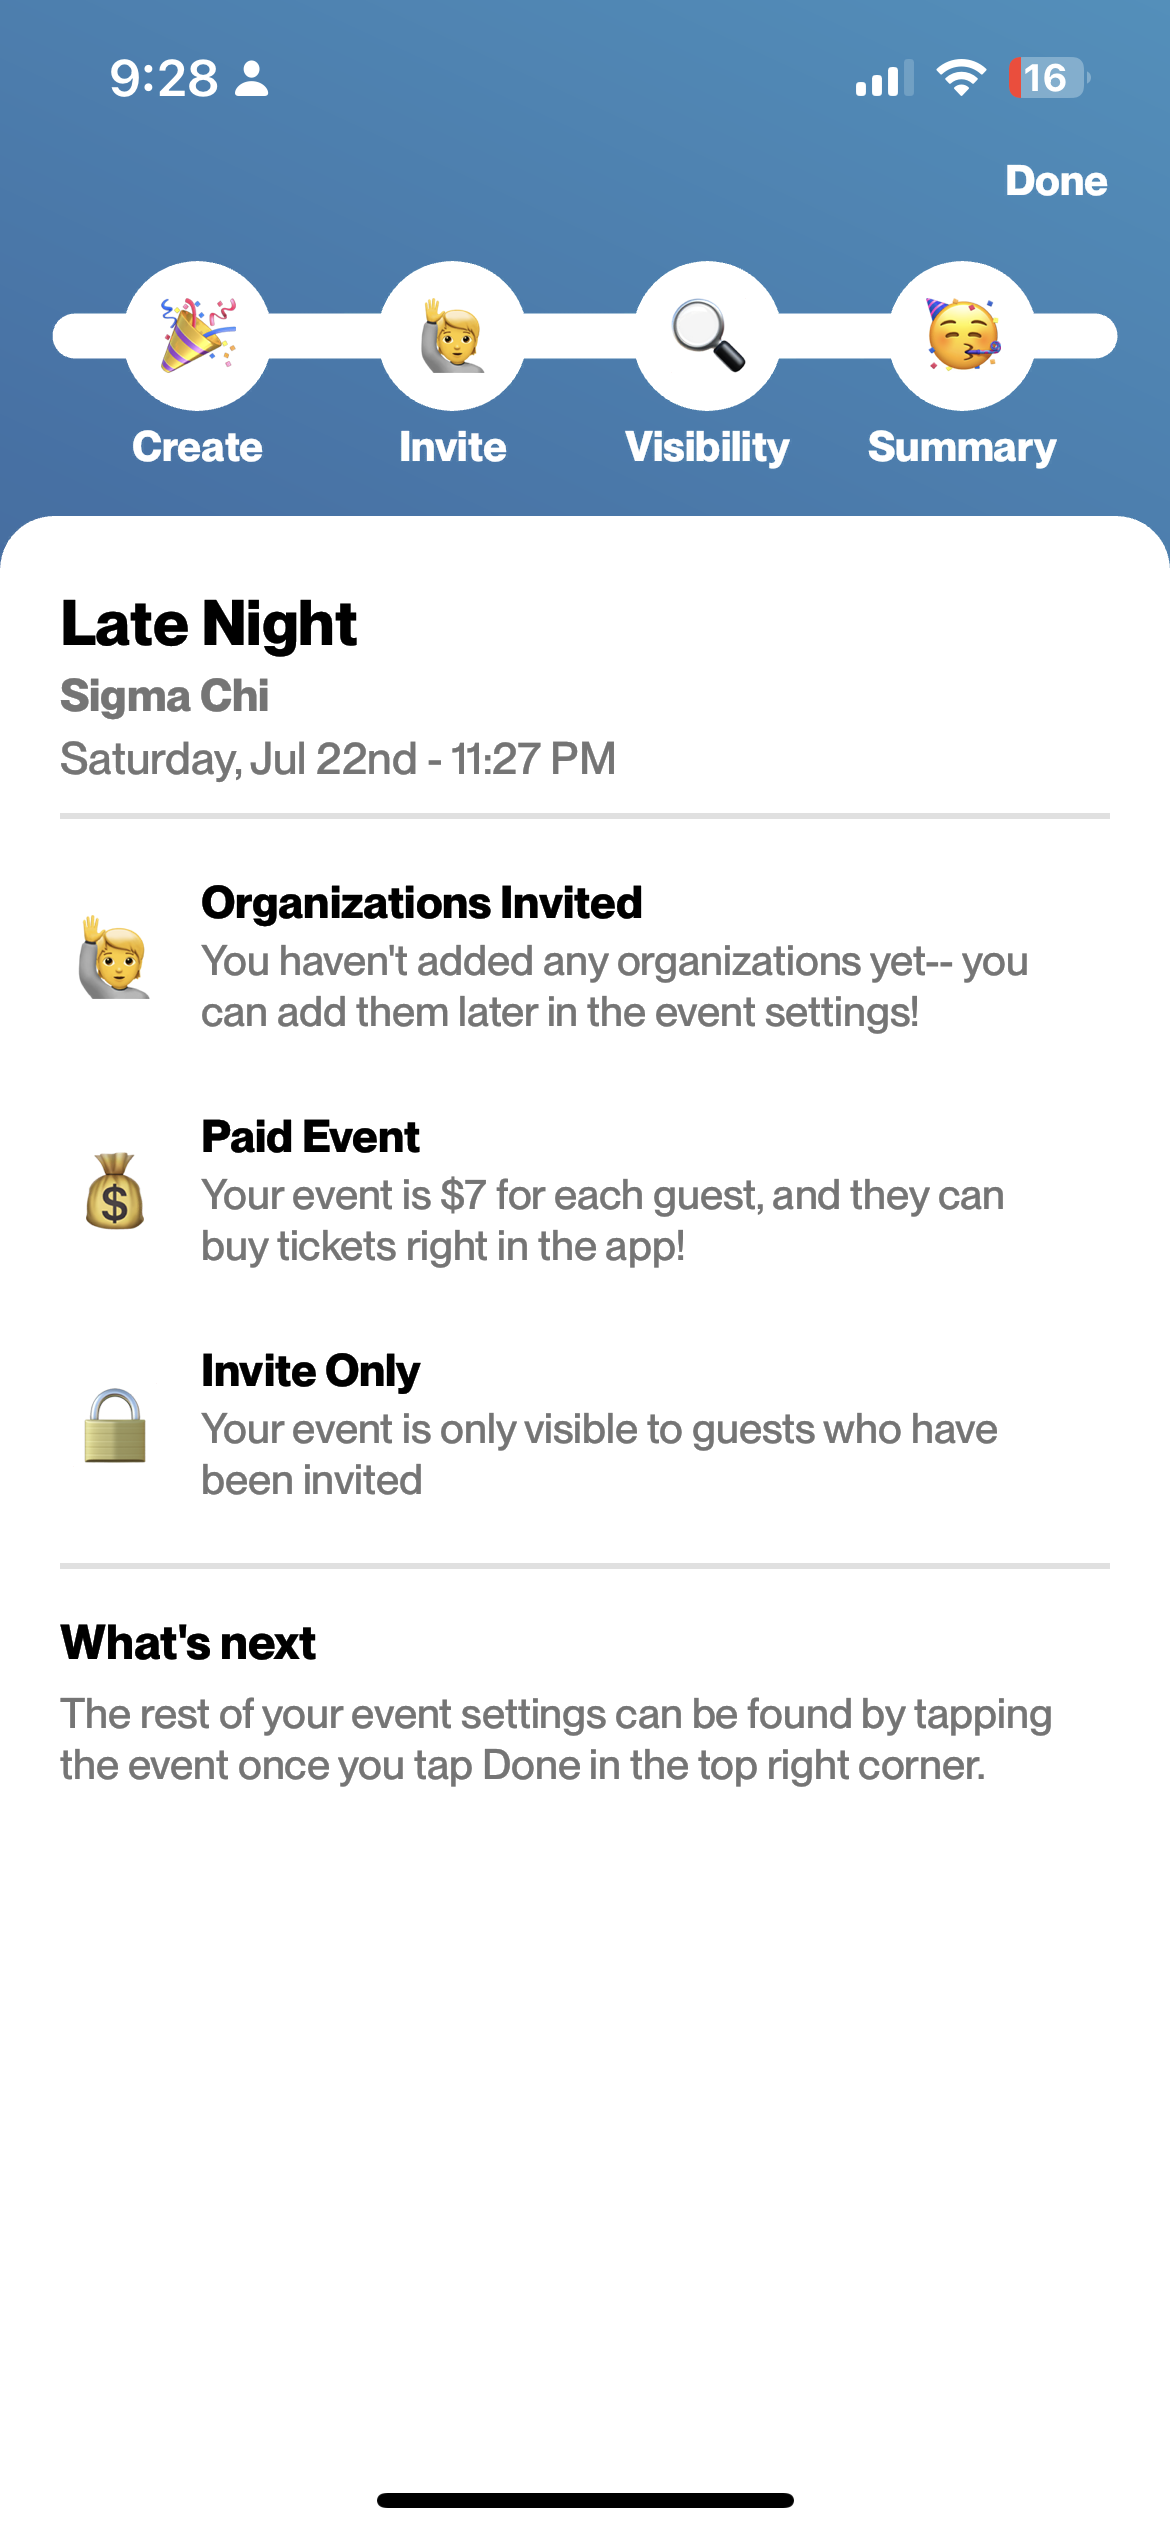 9:28
16
Done
Create
Invite
Visibility
Summary
Late Night
Sigma Chi
Saturday, Jul 22nd - 11:27 PM
Organizations Invited
You haven't added any organizations yet-- you
can add them later in the event settings!
$
Paid Event
Your event is $7 for each guest, and they can
buy tickets right in the app!
Invite Only
Your event is only visible to guests who have
been invited
What's next
The rest of your event settings can be found by tapping
the event once you tap Done in the top right corner.